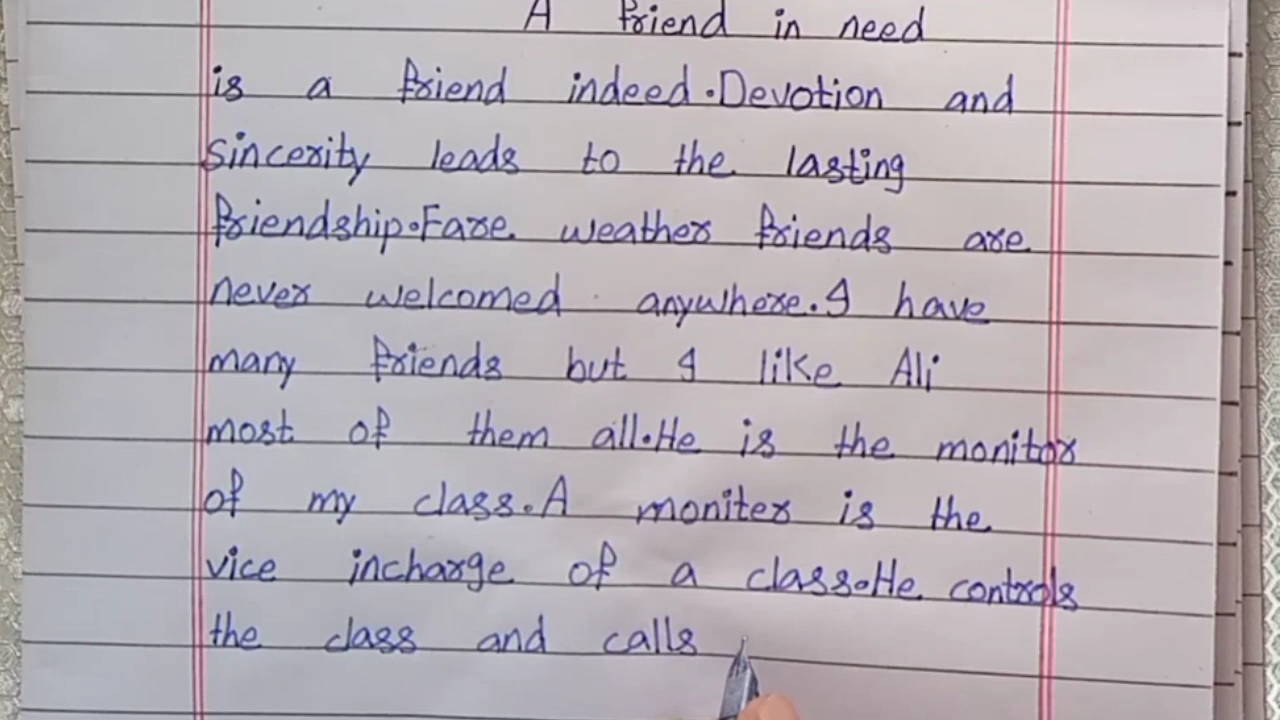 A friend in need
is a friend indeed.Devotion and
sincerity leads to the lasting
friendship.Fare weather friends are
never welcomed anywhere.I have
many friends but I like Ali
most of them all.He is the monitor
of my class.A moniter is the
vice incharge of a class.He controls
the class and calls